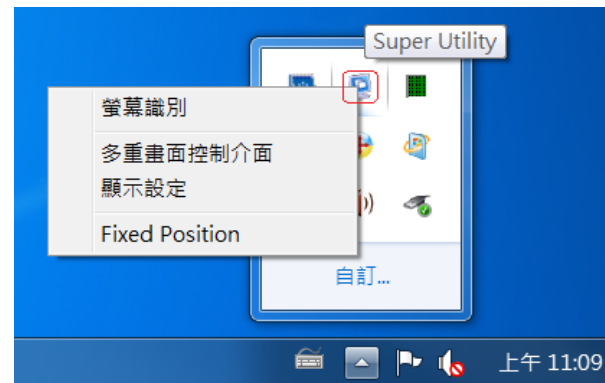 Super Utility
螢幕識別
多重畫面控制介面
顯示設定
Fixed Position
自訂...
上午 11:09